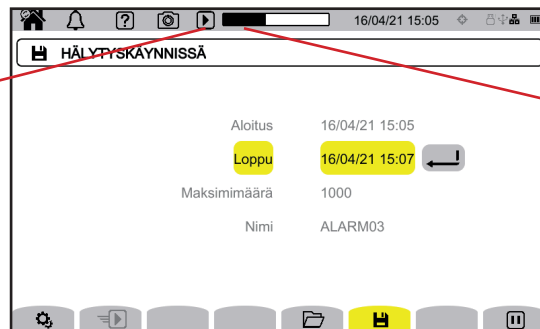 16/04/21 15:05
HÄLYTYSKÄYNNISSÄ
Aloitus 16/04/21 15:05
Loppu 16/04/21 15:07
Maksimimäärä 1000
Nimi ALARM03